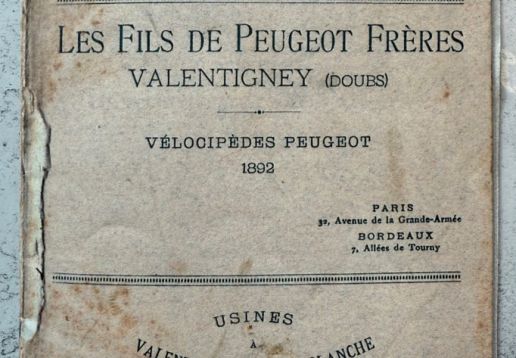 LES FILS DE PEUGEOT FRÈRES
VALENTIGNEY (DOUBS)
VÉLOCIPÈDES PEUGEOT
1892
PARIS
32, Avenue de la Grande-Armée
BORDEAUX
7, Allées de Tourny
USINES
À